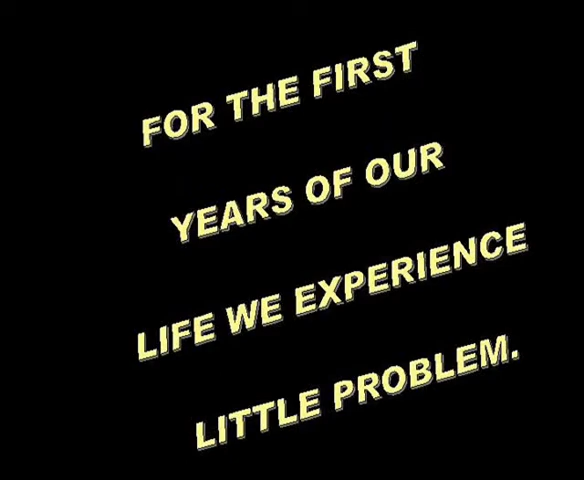 FOR THE FIRST
YEARS OF OUR
LIFE WE EXPERIENCE
LITTLE PROBLEM.